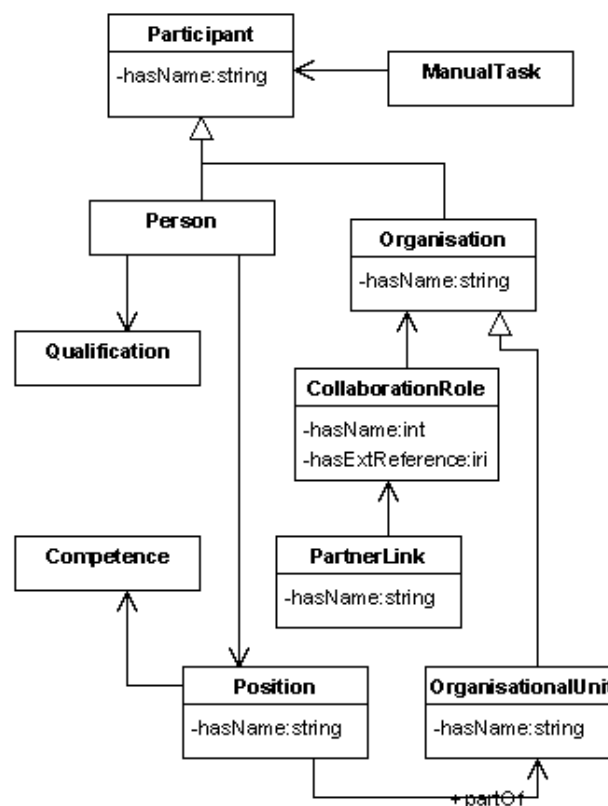 Participant
-hasName:string
ManualTask
Person
Organisation
-hasName:string
Qualification
CollaborationRole
-hasName:int
-hasExtReference:iri
Competence
PartnerLink
-hasName:string
Position
-hasName:string
OrganisationalUnit
-hasName:string
+partOf